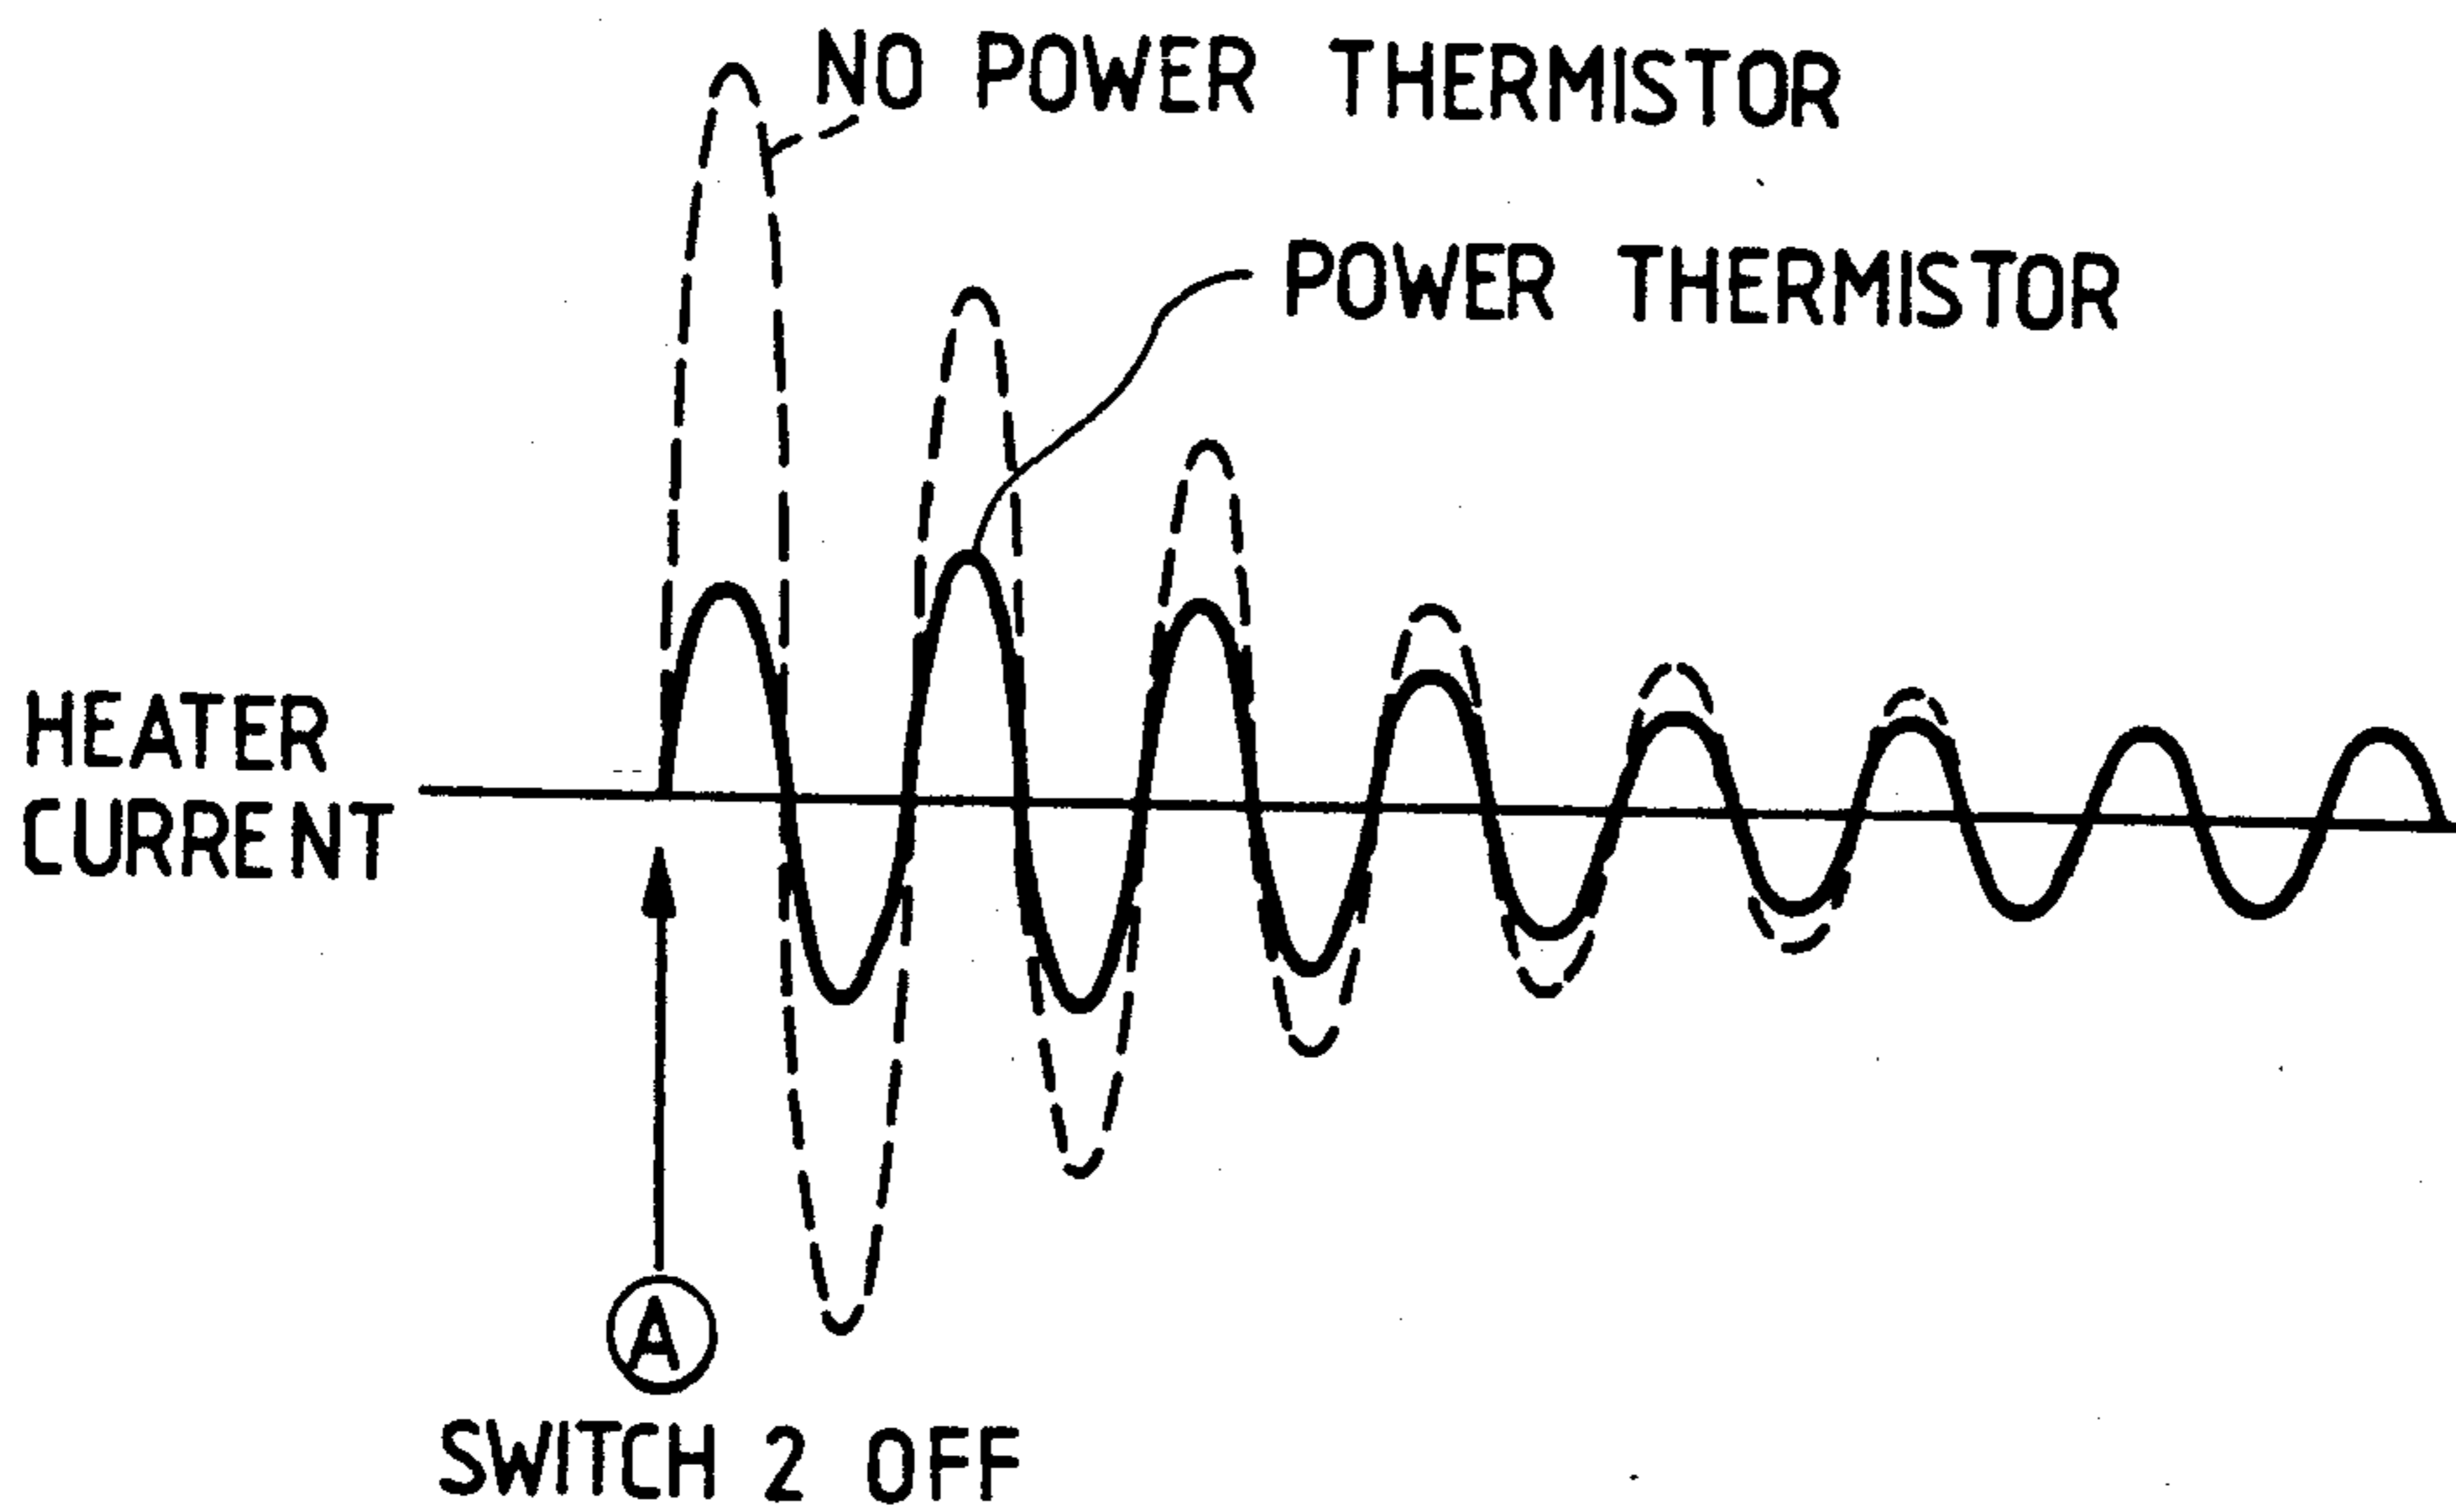 NO POWER THERMISTOR
POWER THERMISTOR
HEATER
CURRENT
A
SWITCH 2 OFF